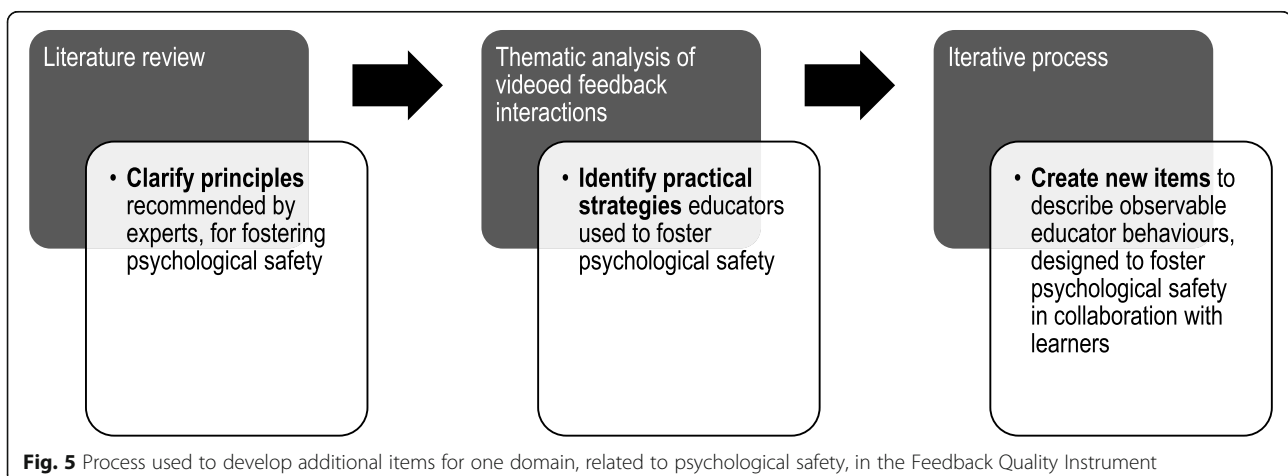 Literature review
• Clarify principles
recommended by
experts, for fostering
psychological safety
Thematic analysis of
videoed feedback
interactions
• Identify practical
strategies educators
used to foster
psychological safety
Iterative process
• Create new items to
describe observable
educator behaviours,
designed to foster
psychological safety
in collaboration with
learners
Fig. 5 Process used to develop additional items for one domain, related to psychological safety, in the Feedback Quality Instrument